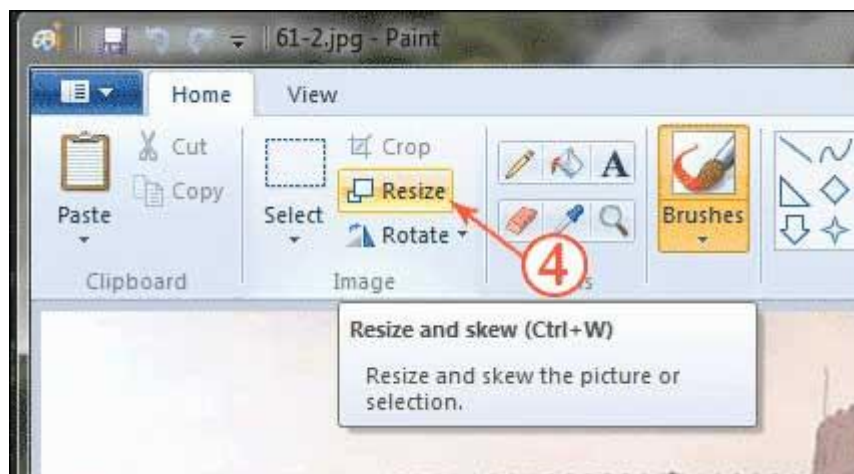 61-2.jpg - Paint
Home View
Cut
Copy
Paste
Clipboard
Crop
Resize
Rotate
Select
Image
A
4
Brushes
Resize and skew (Ctrl+W)
Resize and skew the picture or
selection.